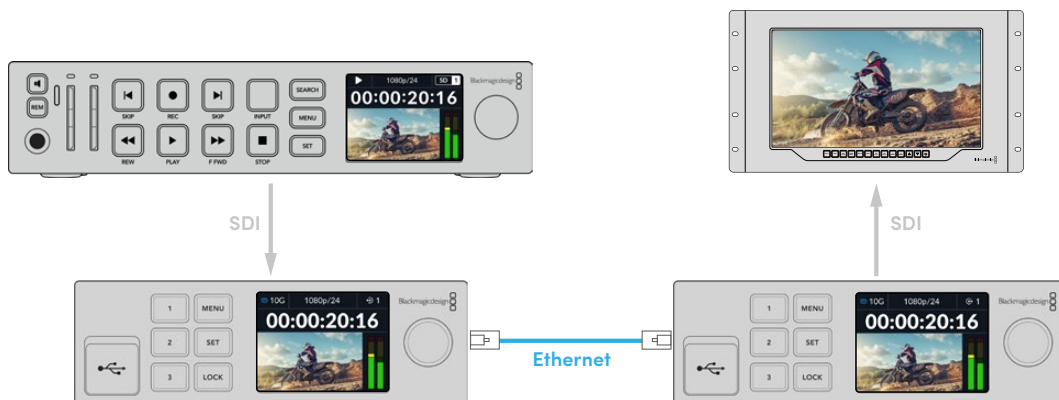 1080p/24 SD 1
00:00:20:16
Blackmagicdesign
REM
SKIP REC SKIP INPUT
SEARCH
MENU
SET
REW PLAY F FWD STOP
SDI
SDI
10G 1080p/24 1
00:00:20:16
Blackmagicdesign
1 MENU
2 SET
3 LOCK
Ethernet
10G 1080p/24 1
00:00:20:16
Blackmagicdesign
1 MENU
2 SET
3 LOCK